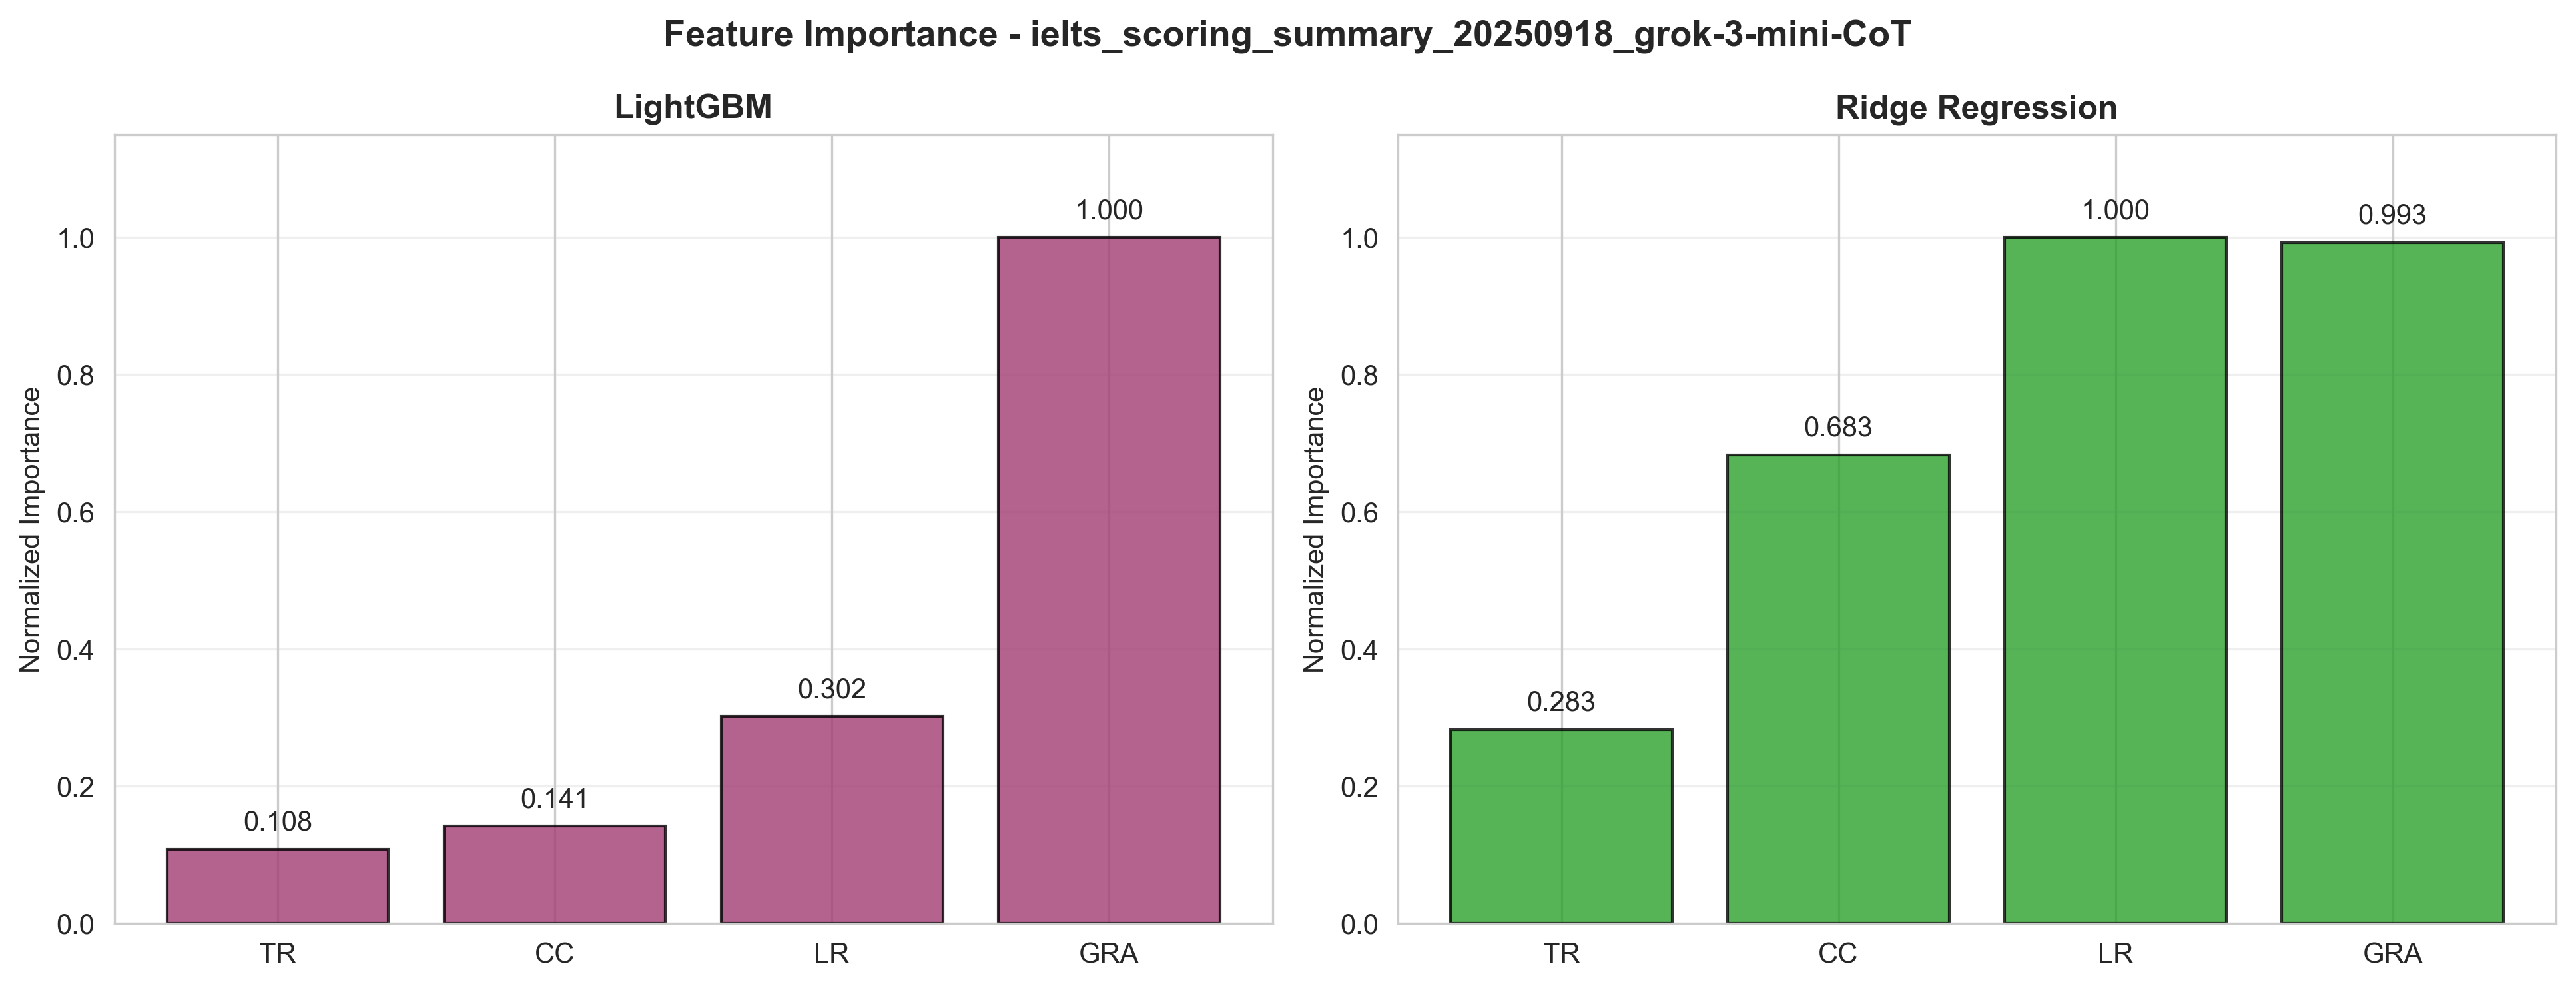 Feature Importance - ielts_scoring_summary_20250918_grok-3-mini-CoT
LightGBM
Normalized Importance
1.0
0.8
0.6
0.4
0.2
0.0
0.108
0.141
0.302
1.000
TR CC LR GRA
Ridge Regression
Normalized Importance
1.0
0.8
0.6
0.4
0.2
0.0
0.283
0.683
1.000
0.993
TR CC LR GRA